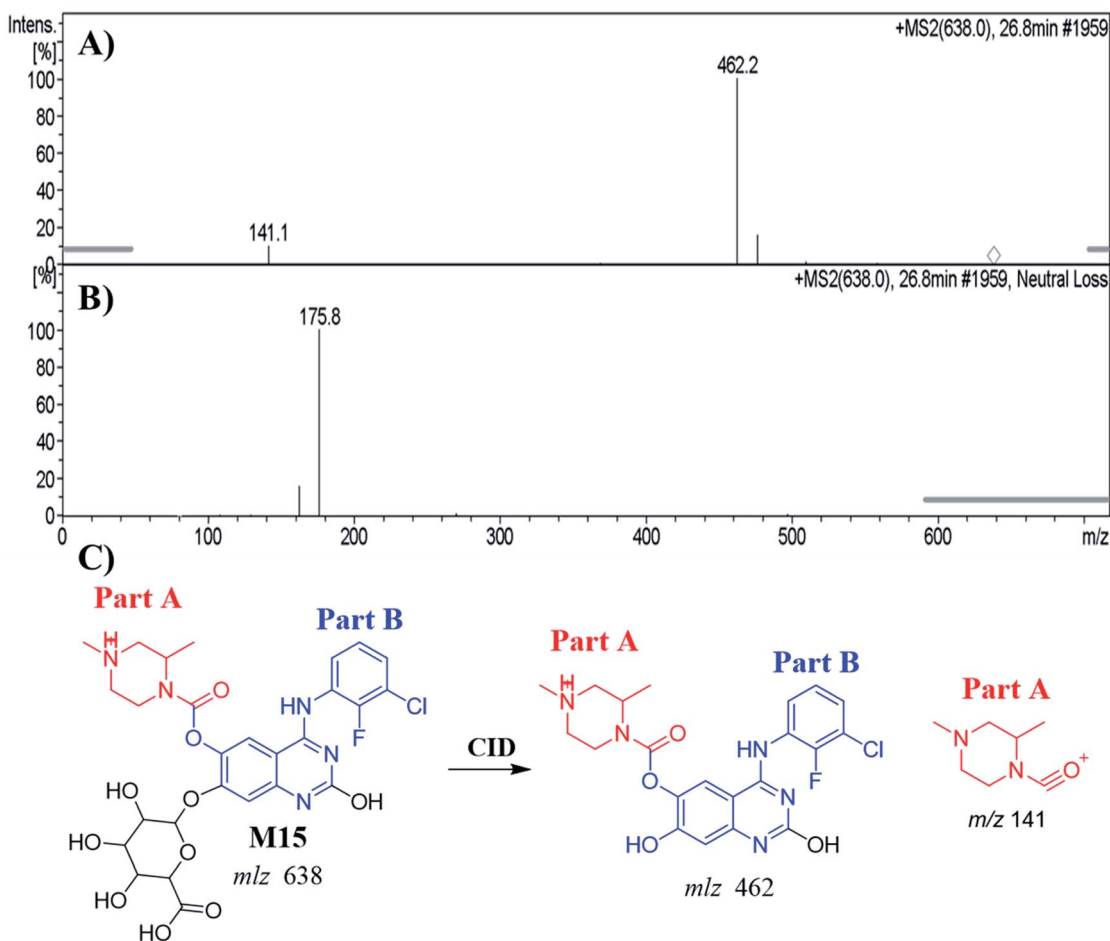 Intens.
[%]
A)
+MS2(638.0), 26.8min #1959
100
80
60
40
20
0
462.2
141.1
[%]
B)
+MS2(638.0), 26.8min #1959, Neutral Loss
100
80
60
40
20
0
175.8
0 100 200 300 400 500 600 m/z
C)
Part A
Part B
H
N
+
N
O
O
HN
F
Cl
N
N
OH
O
HO
HO
HO
O
O
HO
M15
mlz 638
CID
Part A
Part B
H
N
+
N
O
O
HN
F
Cl
N
N
OH
HO
mlz 462
Part A
N
N
O+
m/z 141